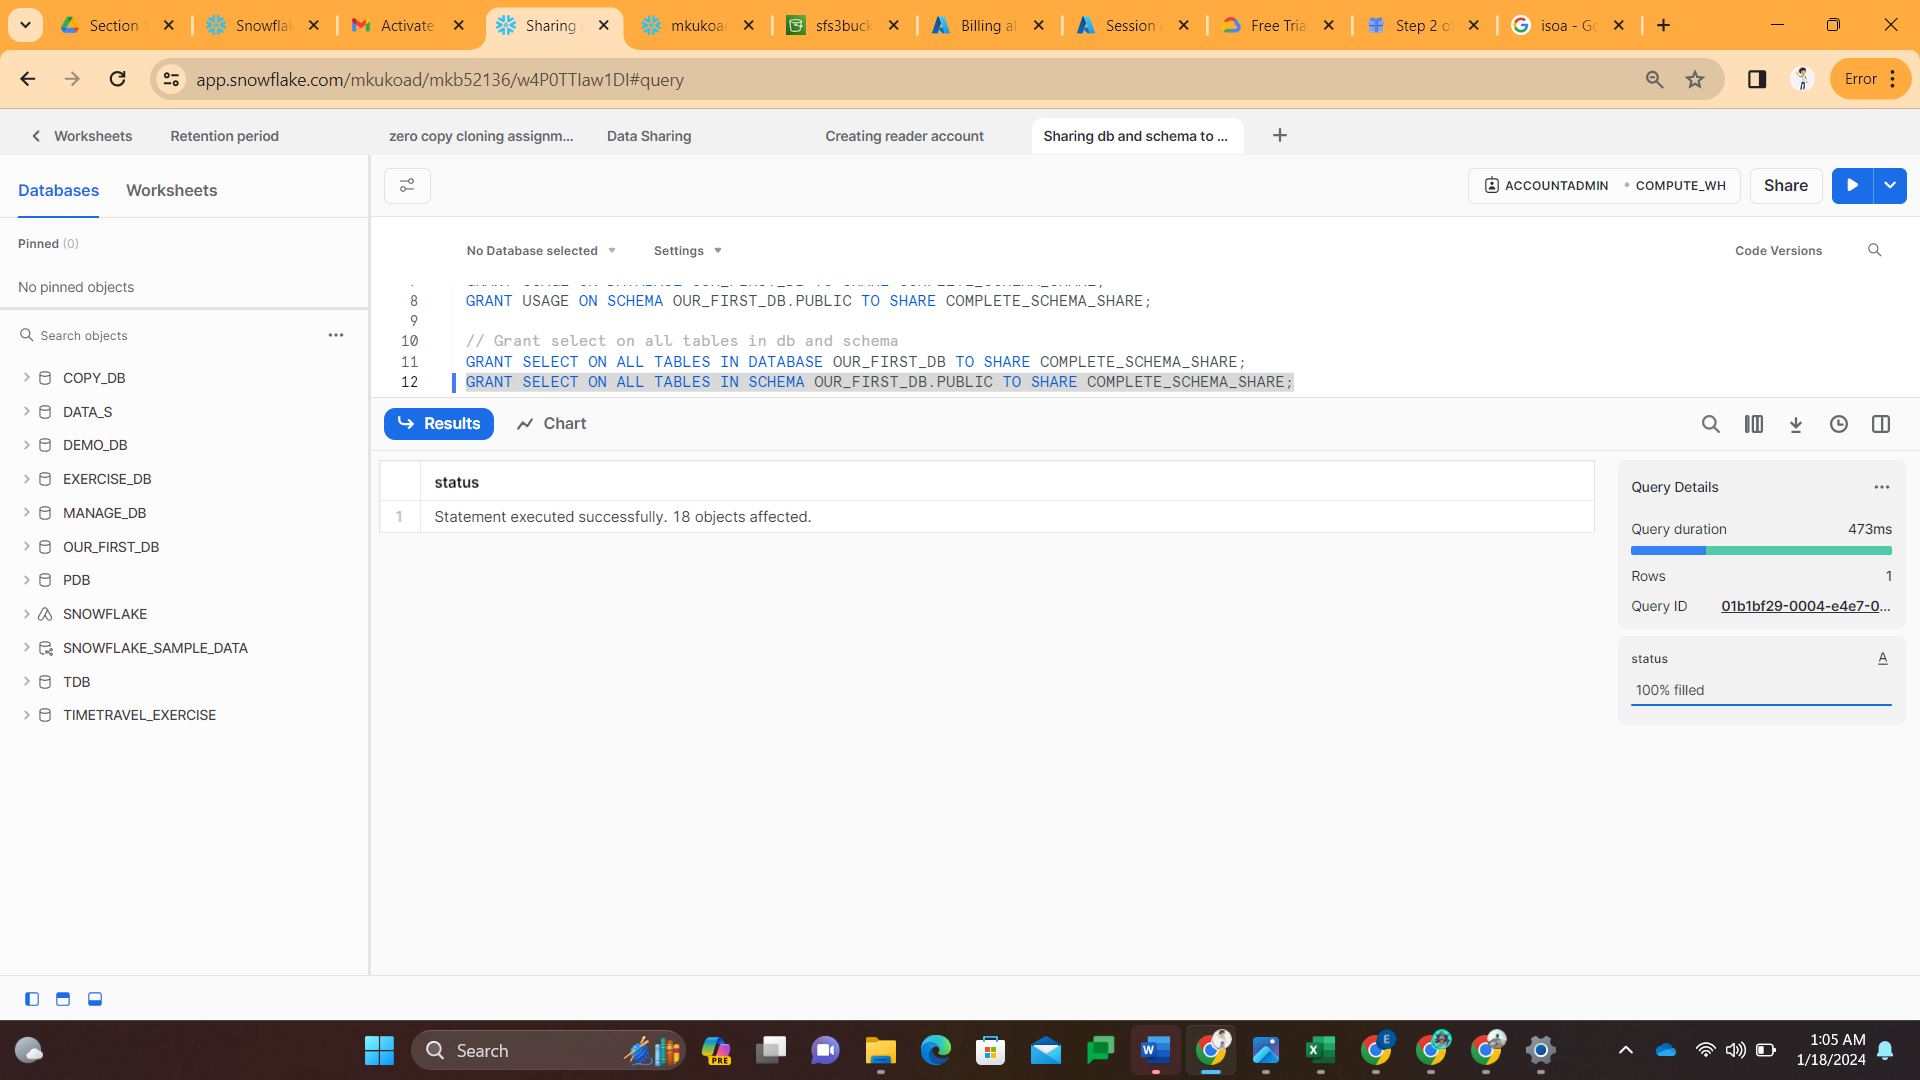 Section
Snowflak
Activate
Sharing
mkukoad
sfs3buck
Billing al
Session
Free Tria
Step 2 o
isoa - Go
app.snowflake.com/mkukoad/mkb52136/w4P0TTIaw1DI#query
Error
Worksheets
Retention period
zero copy cloning assignm...
Data Sharing
Creating reader account
Sharing db and schema to ...
Databases
Worksheets
ACCOUNTADMIN
COMPUTE_WH
Share
Pinned (0)
No pinned objects
No Database selected
Settings
Code Versions
Search objects
COPY_DB
DATA_S
DEMO_DB
EXERCISE_DB
MANAGE_DB
OUR_FIRST_DB
PDB
SNOWFLAKE
SNOWFLAKE_SAMPLE_DATA
TDB
TIMETRAVEL_EXERCISE
8 GRANT USAGE ON SCHEMA OUR_FIRST_DB.PUBLIC TO SHARE COMPLETE_SCHEMA_SHARE;
9
10 // Grant select on all tables in db and schema
11 GRANT SELECT ON ALL TABLES IN DATABASE OUR_FIRST_DB TO SHARE COMPLETE_SCHEMA_SHARE;
12 GRANT SELECT ON ALL TABLES IN SCHEMA OUR_FIRST_DB.PUBLIC TO SHARE COMPLETE_SCHEMA_SHARE;
Results
Chart
status
1 Statement executed successfully. 18 objects affected.
Query Details
Query duration 473ms
Rows 1
Query ID 01b1bf29-0004-e4e7-0...
status A
100% filled
Search
PRE
E
1:05 AM
1/18/2024